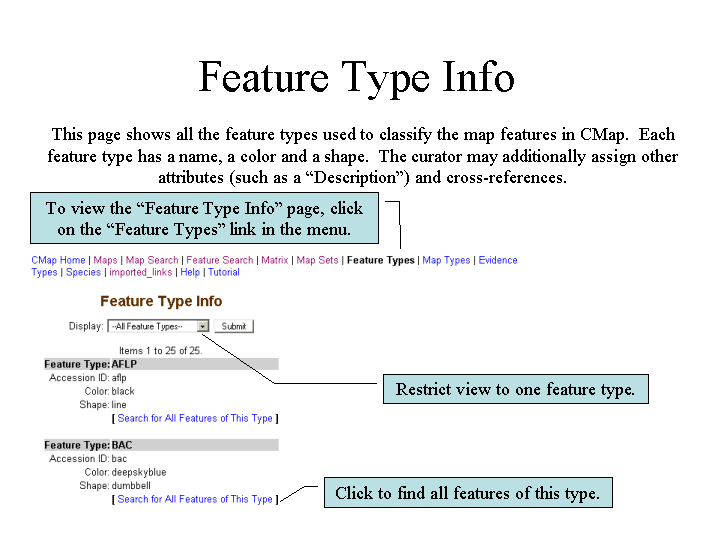 Feature Type Info
This page shows all the feature types used to classify the map features in CMap.  Each
feature type has a name, a color and a shape.  The curator may additionally assign other
attributes (such as a “Description”) and cross-references.
To view the “Feature Type Info” page, click
on the “Feature Types” link in the menu.
CMap Home | Maps | Map Search | Feature Search | Matrix | Map Sets | Feature Types | Map Types | Evidence
Types | Species | imported_links | Help | Tutorial
Feature Type Info
Display: --All Feature Types-- Submit
Items 1 to 25 of 25.
Feature Type: AFLP
Accession ID: aflp
Color: black
Shape: line
[ Search for All Features of This Type ]
Restrict view to one feature type.
Feature Type: BAC
Accession ID: bac
Color: deepskyblue
Shape: dumbbell
[ Search for All Features of This Type ]
Click to find all features of this type.